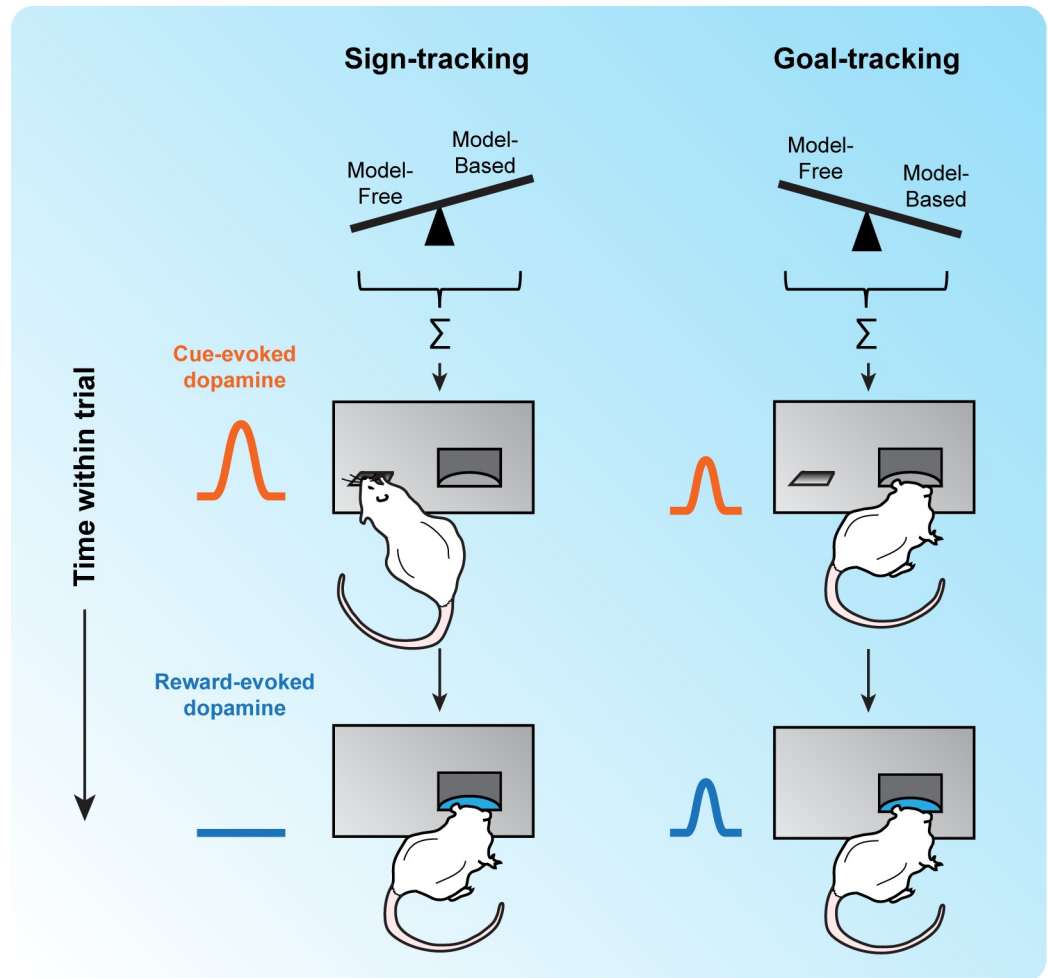 Sign-tracking
Goal-tracking
Model-
Based
Model-
Free
Model-
Free
Model-
Based
Σ
Σ
Cue-evoked
dopamine
Time within trial
Reward-evoked
dopamine